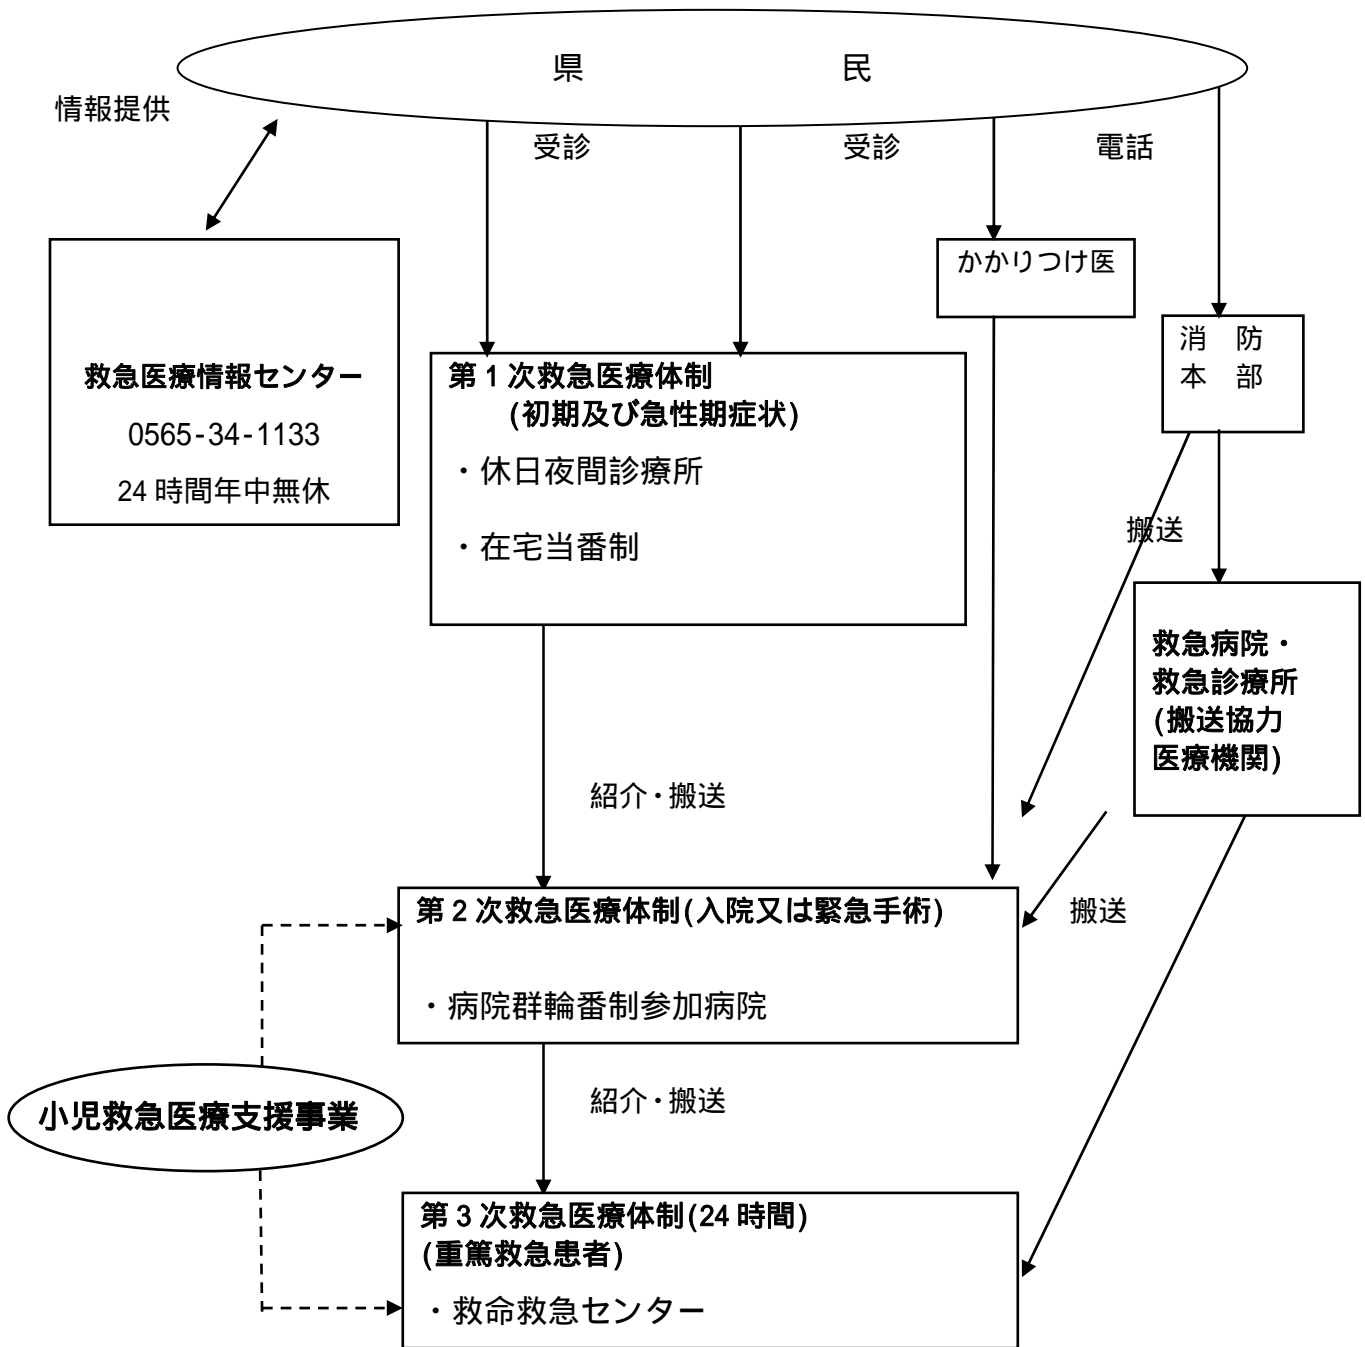 県 民
情報提供
受診
受診
電話
かかりつけ医
消 防
本 部
救急医療情報センター
0565-34-1133
24時間年中無休
第1次救急医療体制
(初期及び急性期症状)
・休日夜間診療所
・在宅当番制
搬送
救急病院・
救急診療所
(搬送協力
医療機関)
紹介・搬送
第2次救急医療体制(入院又は緊急手術)
・病院群輪番制参加病院
搬送
小児救急医療支援事業
紹介・搬送
第3次救急医療体制(24時間)
(重篤救急患者)
・救命救急センター